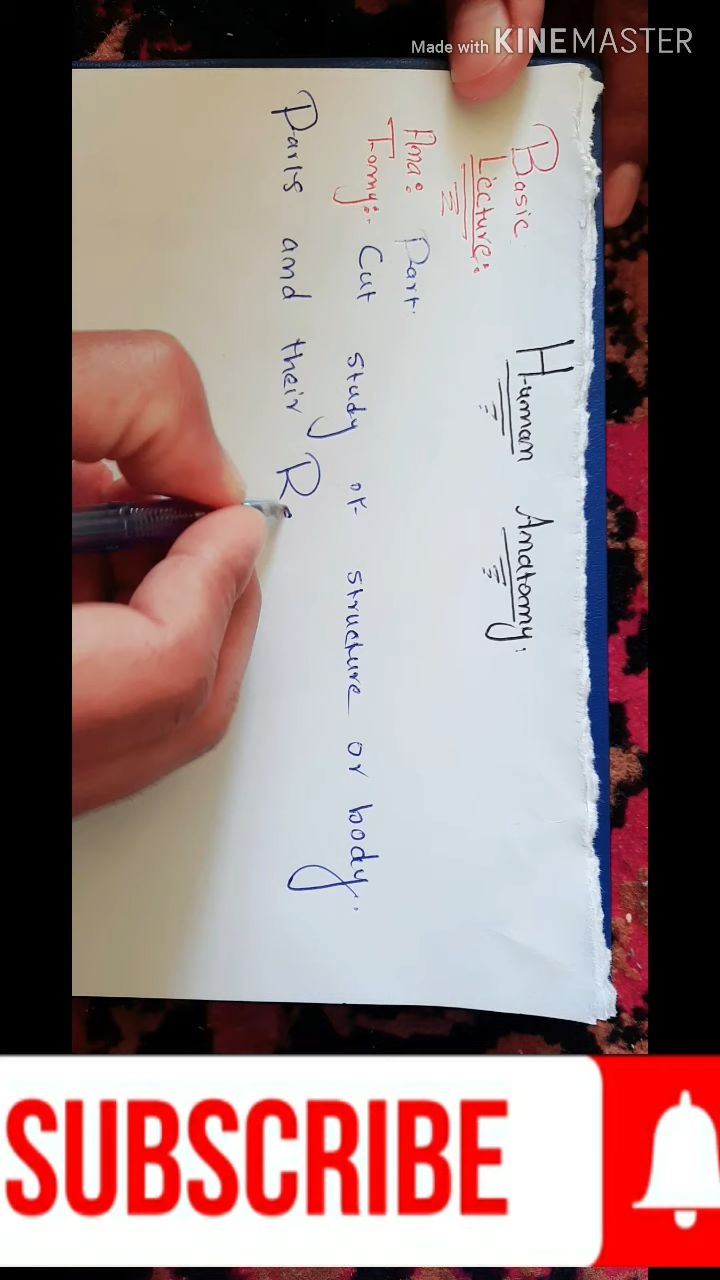 Made with KINEMASTER
Basic Human Anatomy:
Lecture:
Ana: Part.
Tomy:- Cut study of structure or body.
Parts and their R
SUBSCRIBE